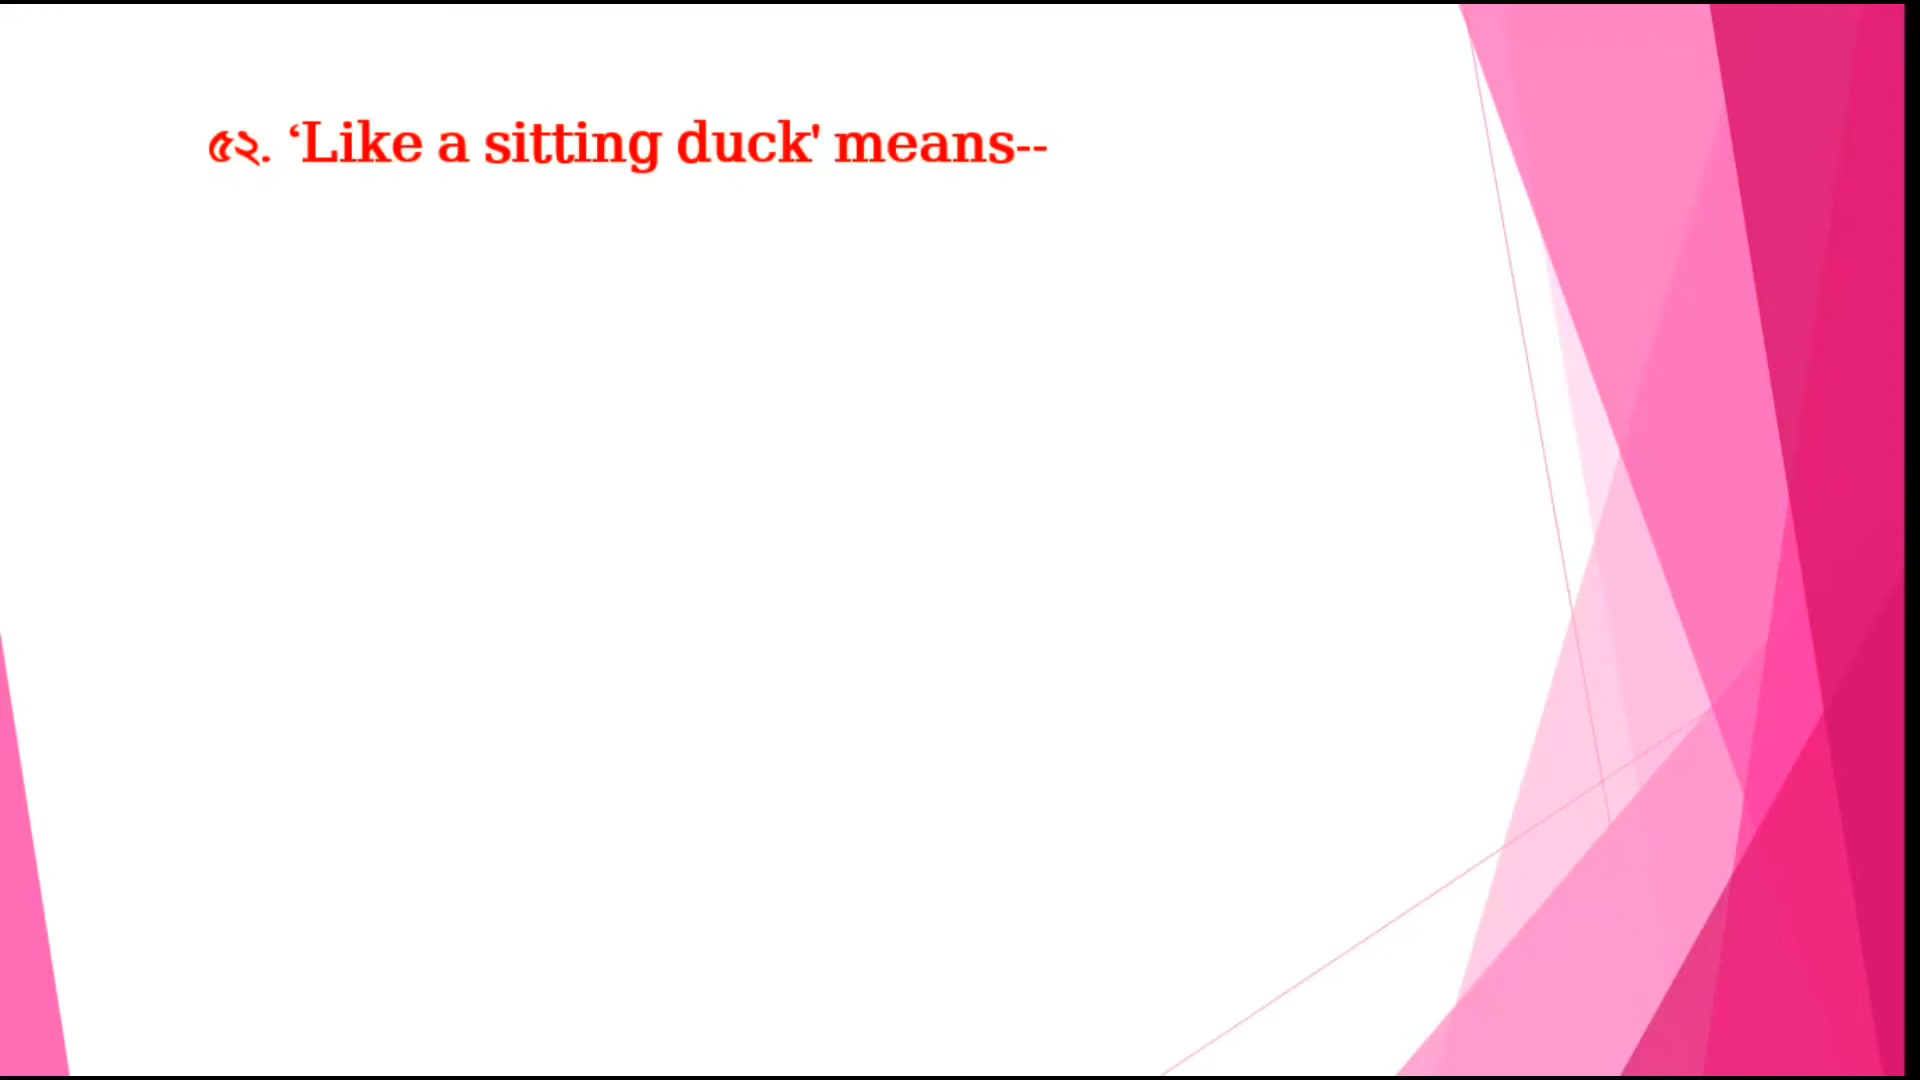 ৫২. ‘Like a sitting duck' means--